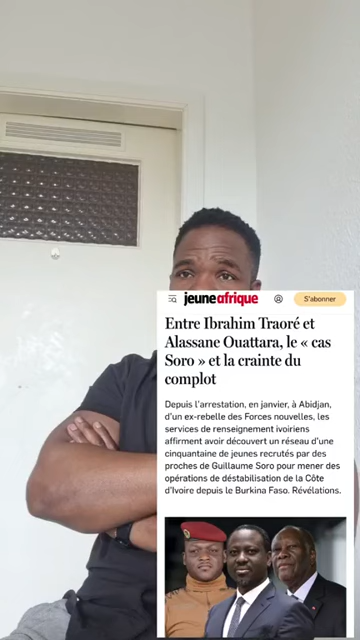 jeuneafrique
S'abonner
Entre Ibrahim Traoré et
Alassane Ouattara, le « cas
Soro » et la crainte du
complot
Depuis l'arrestation, en janvier, à Abidjan,
d'un ex-rebelle des Forces nouvelles, les
services de renseignement ivoiriens
affirment avoir découvert un réseau d'une
cinquantaine de jeunes recrutés par des
proches de Guillaume Soro pour mener des
opérations de déstabilisation de la Côte
d'Ivoire depuis le Burkina Faso. Révélations.